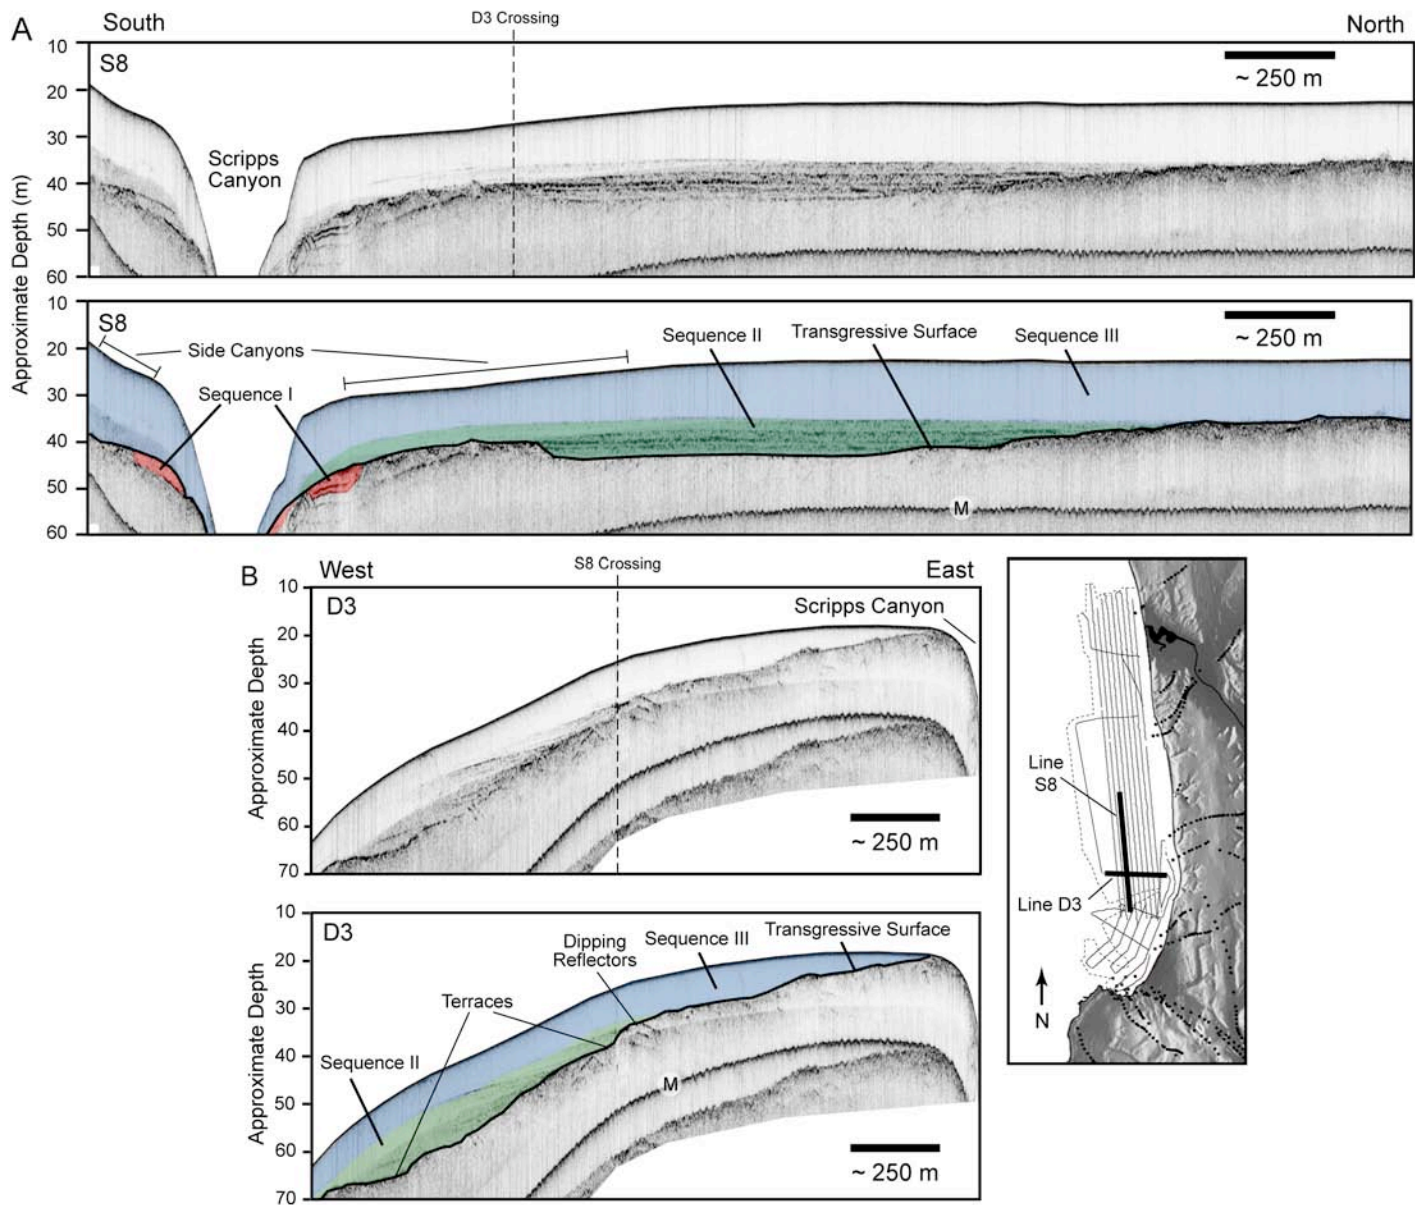 A
South
D3 Crossing
North
S8
~ 250 m
Scripps
Canyon
10
20
30
40
50
60
Approximate Depth (m)
S8
~ 250 m
Side Canyons
Sequence I
Sequence II
Transgressive Surface
Sequence III
M
10
20
30
40
50
60
B
West
S8 Crossing
East
D3
Scripps Canyon
~ 250 m
10
20
30
40
50
60
70
Approximate Depth
D3
Dipping
Reflectors
Sequence III
Transgressive Surface
Terraces
Sequence II
M
~ 250 m
10
20
30
40
50
60
70
Approximate Depth
Line
S8
Line D3
N